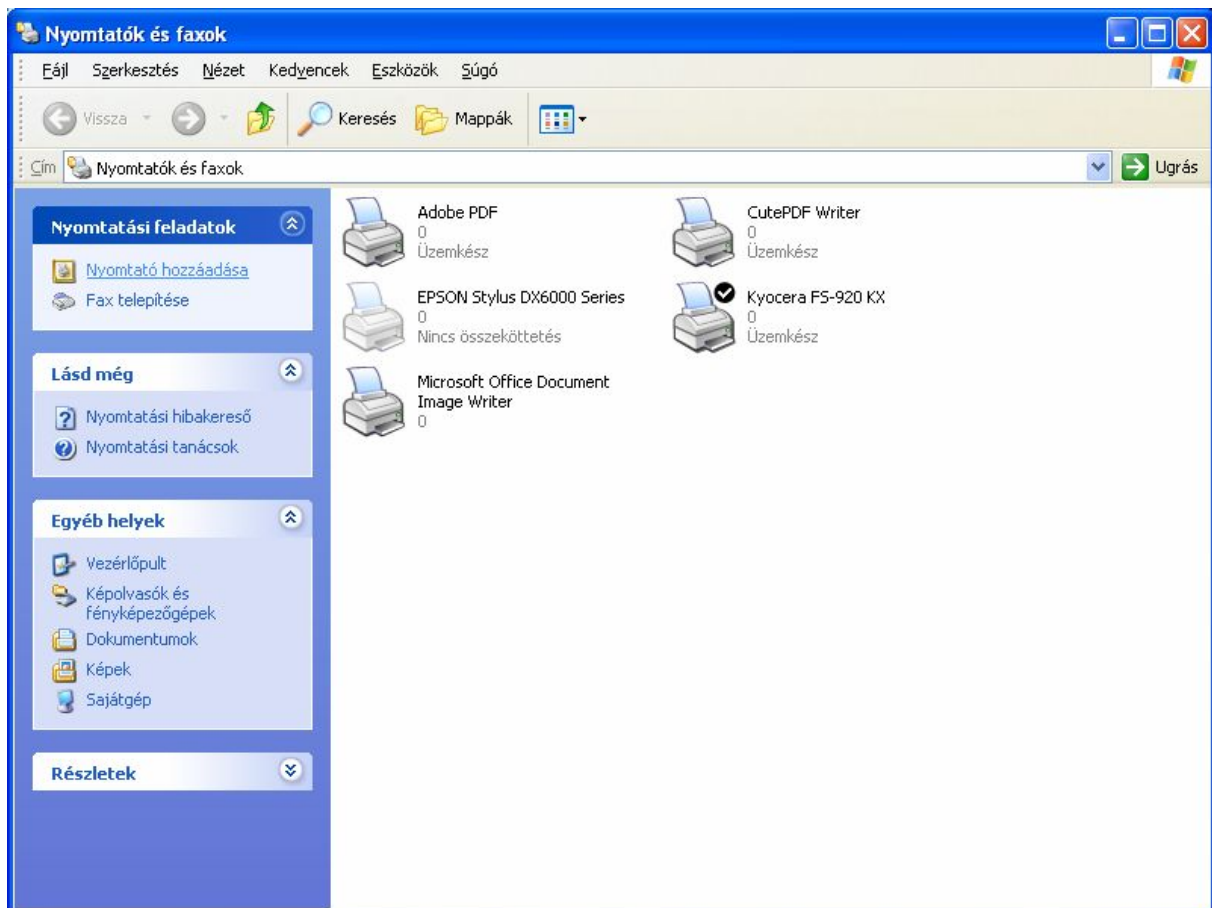 Nyomtatók és faxok
Fájl Szerkesztés Nézet Kedvencek Eszközök Súgó
Vissza Keresés Mappák
Cím Nyomtatók és faxok Ugrás
Nyomtatási feladatok
Nyomtató hozzáadása
Fax telepítése
Lásd még
Nyomtatási hibakereső
Nyomtatási tanácsok
Egyéb helyek
Vezérlőpult
Képolvasók és
fényképezőgépek
Dokumentumok
Képek
Sajátgép
Részletek
Adobe PDF
0
Üzemkész
CutePDF Writer
0
Üzemkész
EPSON Stylus DX6000 Series
0
Nincs összeköttetés
Kyocera FS-920 KX
0
Üzemkész
Microsoft Office Document
Image Writer
0